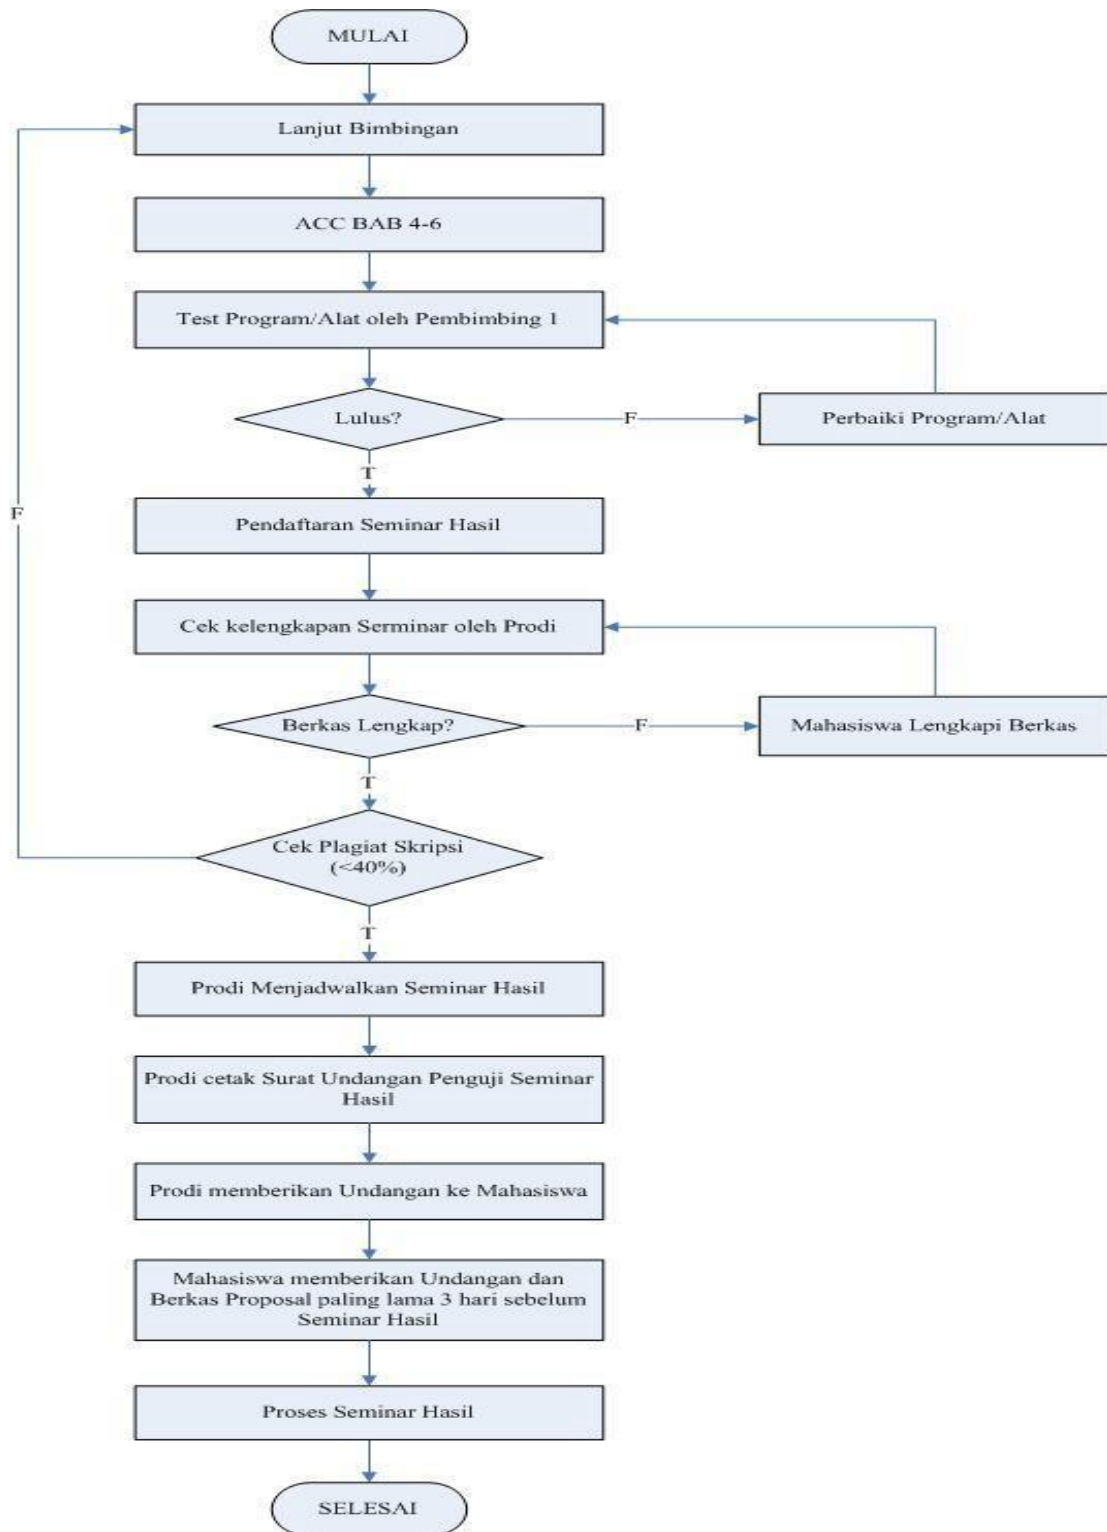 MULAI
Lanjut Bimbingan
ACC BAB 4-6
Test Program/Alat oleh Pembimbing 1
Lulus?
F
Perbaiki Program/Alat
T
F
Pendaftaran Seminar Hasil
Cek kelengkapan Serminar oleh Prodi
Berkas Lengkap?
F
Mahasiswa Lengkapi Berkas
T
Cek Plagiat Skripsi
(<40%)
T
Prodi Menjadwalkan Seminar Hasil
Prodi cetak Surat Undangan Penguji Seminar
Hasil
Prodi memberikan Undangan ke Mahasiswa
Mahasiswa memberikan Undangan dan
Berkas Proposal paling lama 3 hari sebelum
Seminar Hasil
Proses Seminar Hasil
SELESAI